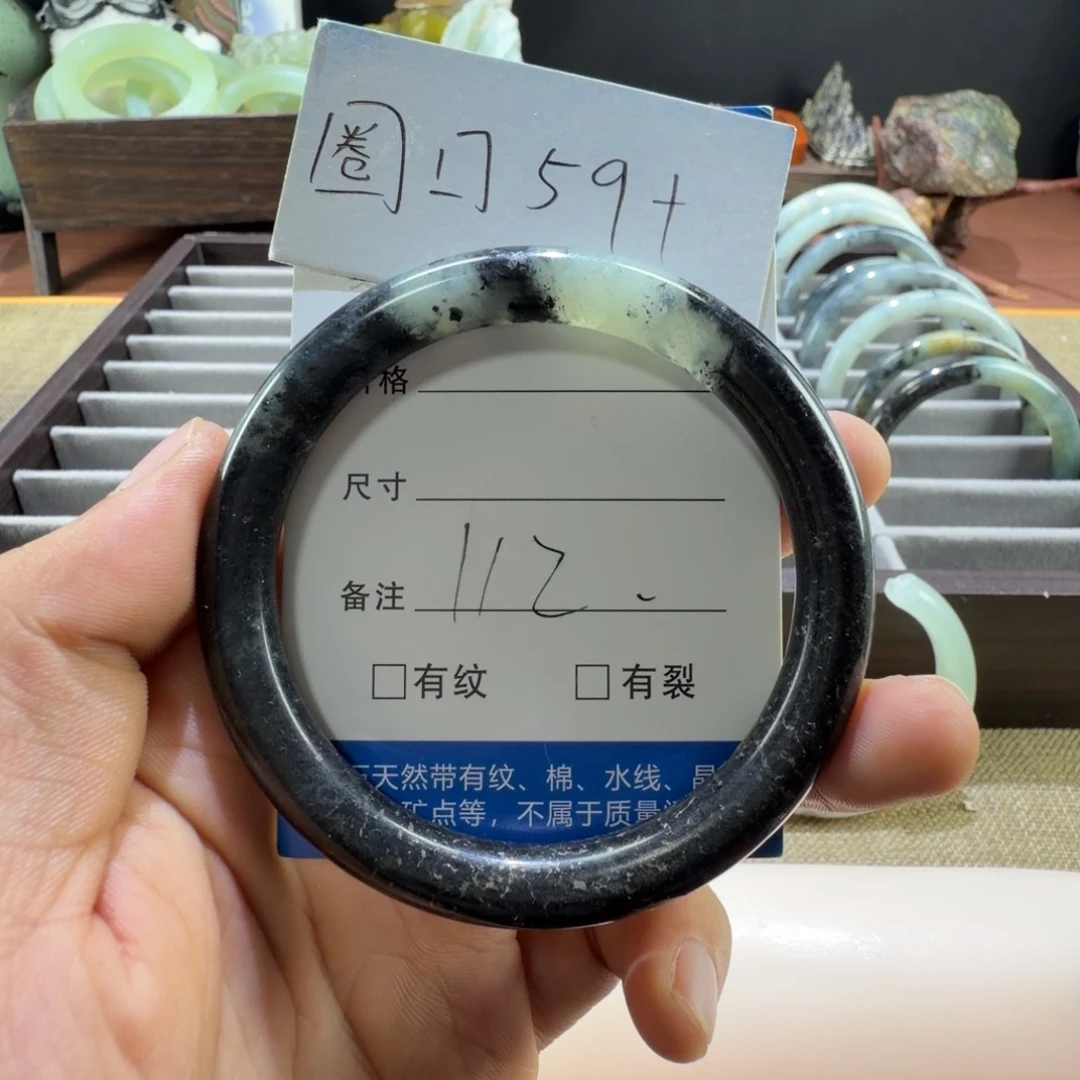 圈口59+
格
尺寸
备注 112.
□有纹 □有裂
天然带有纹、棉、水线、
矿点等，不属于质量